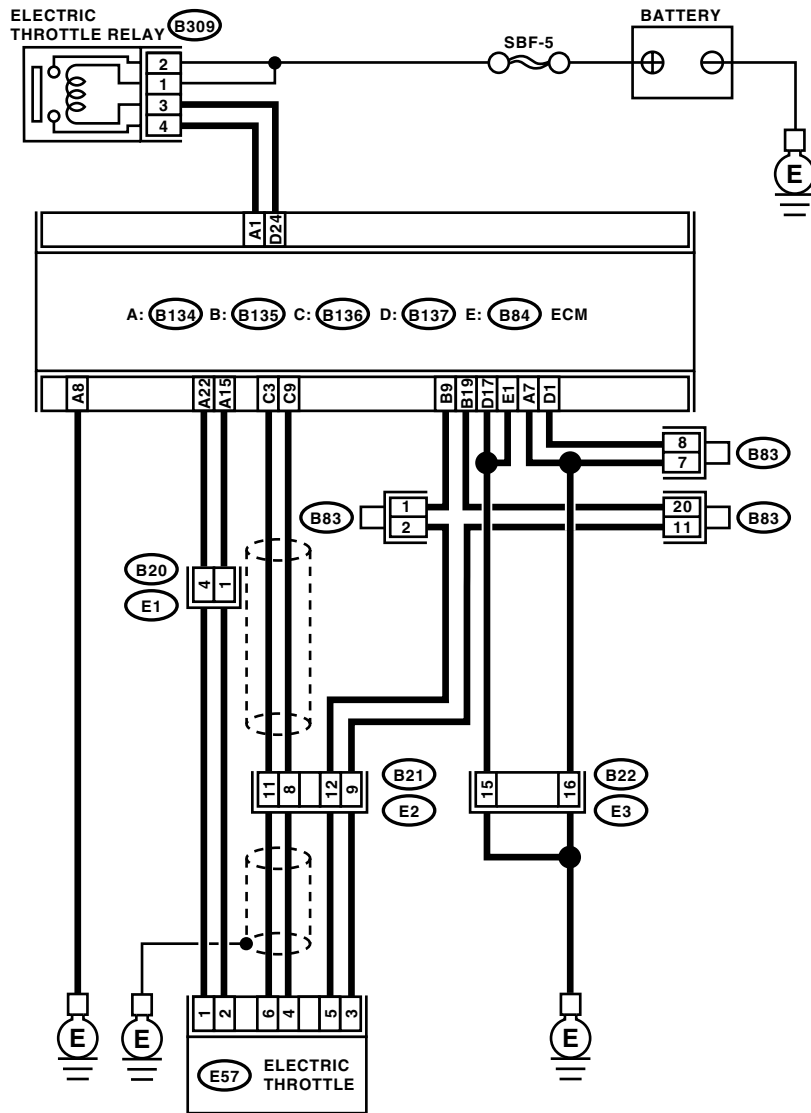 ELECTRIC
THROTTLE RELAY B309
BATTERY
SBF-5
2
1
3
4
E
A1 D24
A: B134 B: B135 C: B136 D: B137 E: B84 ECM
A8 A22 A15 C3 C9 B9 B19 D17 E1 A7 D1
8
7
B83
B83
1
2
20
11
B83
B20
E1
4 1
B21
E2
11 8 12 9
B22
E3
15 16
E
E
E
1 2 6 4 5 3
E57
ELECTRIC
THROTTLE